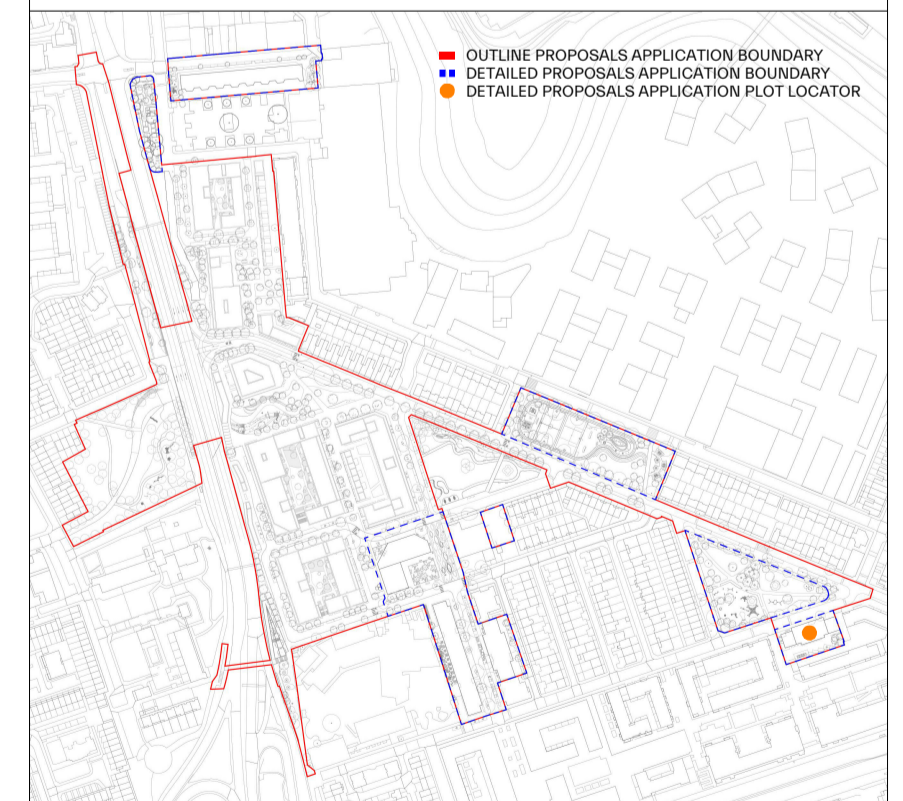 OUTLINE PROPOSALS APPLICATION BOUNDARY
DETAILED PROPOSALS APPLICATION BOUNDARY
DETAILED PROPOSALS APPLICATION PLOT LOCATOR